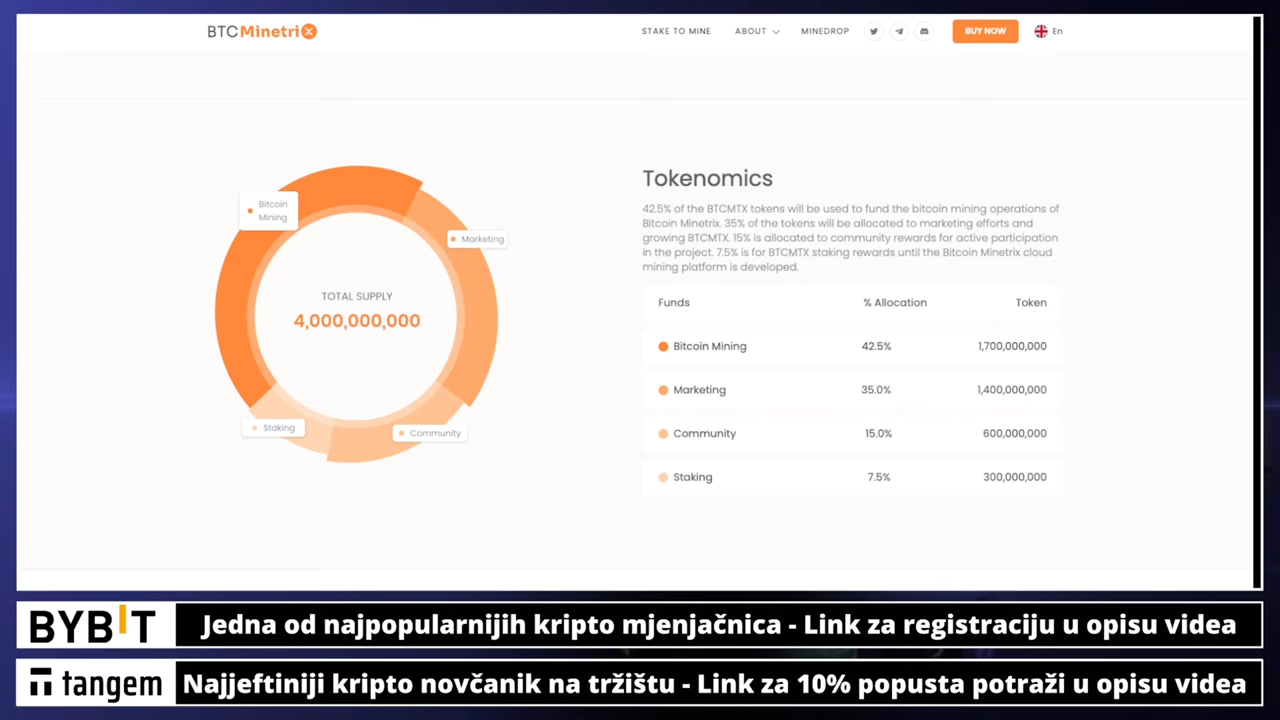 BTC Minetrix
STAKE TO MINE
ABOUT
MINEDROP
BUY NOW
En
Bitcoin
Mining
Marketing
TOTAL SUPPLY
4,000,000,000
Staking
Community
Tokenomics
42.5% of the BTCMTX tokens will be used to fund the bitcoin mining operations of
Bitcoin Minetrix. 35% of the tokens will be allocated to marketing efforts and
growing BTCMTX. 15% is allocated to community rewards for active participation
in the project. 7.5% is for BTCMTX staking rewards until the Bitcoin Minetrix cloud
mining platform is developed.
Funds % Allocation Token
Bitcoin Mining 42.5% 1,700,000,000
Marketing 35.0% 1,400,000,000
Community 15.0% 600,000,000
Staking 7.5% 300,000,000
BYBIT Jedna od najpopularnijih kripto mjenjačnica - Link za registraciju u opisu videa
tangem Najjeftiniji kripto novčanik na tržištu - Link za 10% popusta potraži u opisu videa